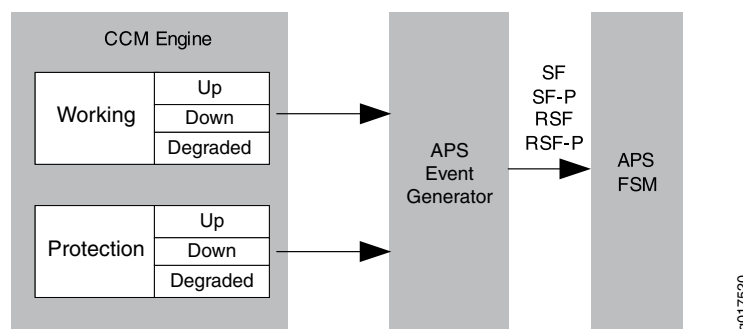 CCM Engine
Working
Up
Down
Degraded
Protection
Up
Down
Degraded
APS
Event
Generator
SF
SF-P
RSF
RSF-P
APS
FSM
g017520